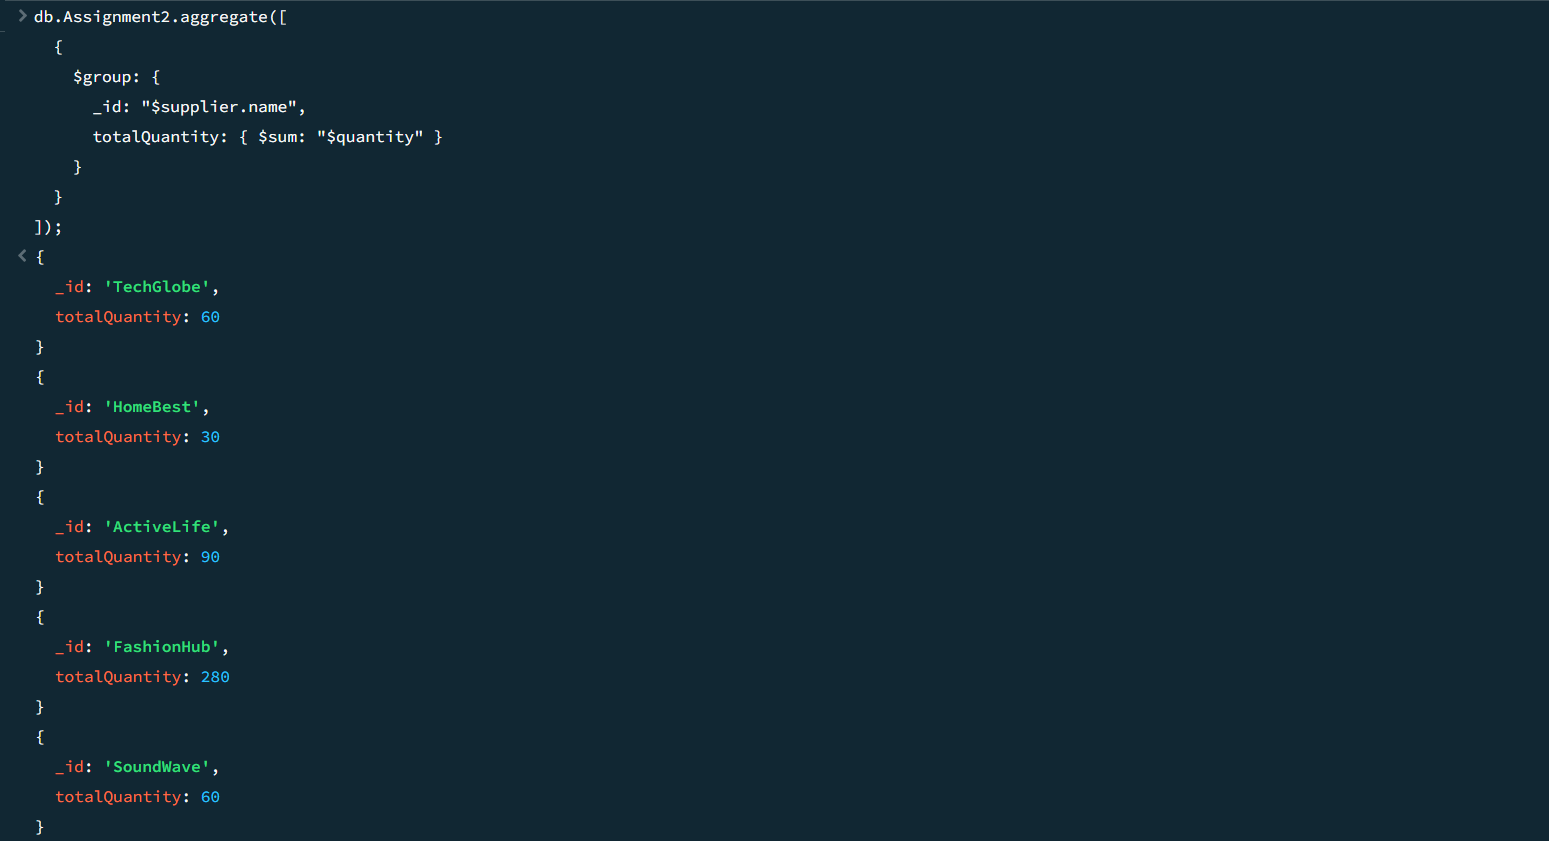 > db.Assignment2.aggregate([
{
$group: {
_id: "$supplier.name",
totalQuantity: { $sum: "$quantity" }
}
}
]);
< {
_id: 'TechGlobe',
totalQuantity: 60
}
{
_id: 'HomeBest',
totalQuantity: 30
}
{
_id: 'ActiveLife',
totalQuantity: 90
}
{
_id: 'FashionHub',
totalQuantity: 280
}
{
_id: 'SoundWave',
totalQuantity: 60
}